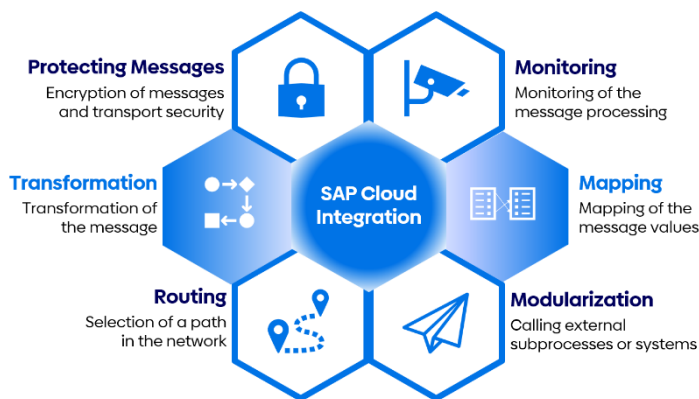 Protecting Messages
Encryption of messages
and transport security
Monitoring
Monitoring of the
message processing
Transformation
Transformation of
the message
SAP Cloud
Integration
Mapping
Mapping of the
message values
Routing
Selection of a path
in the network
Modularization
Calling external
subprocesses or systems